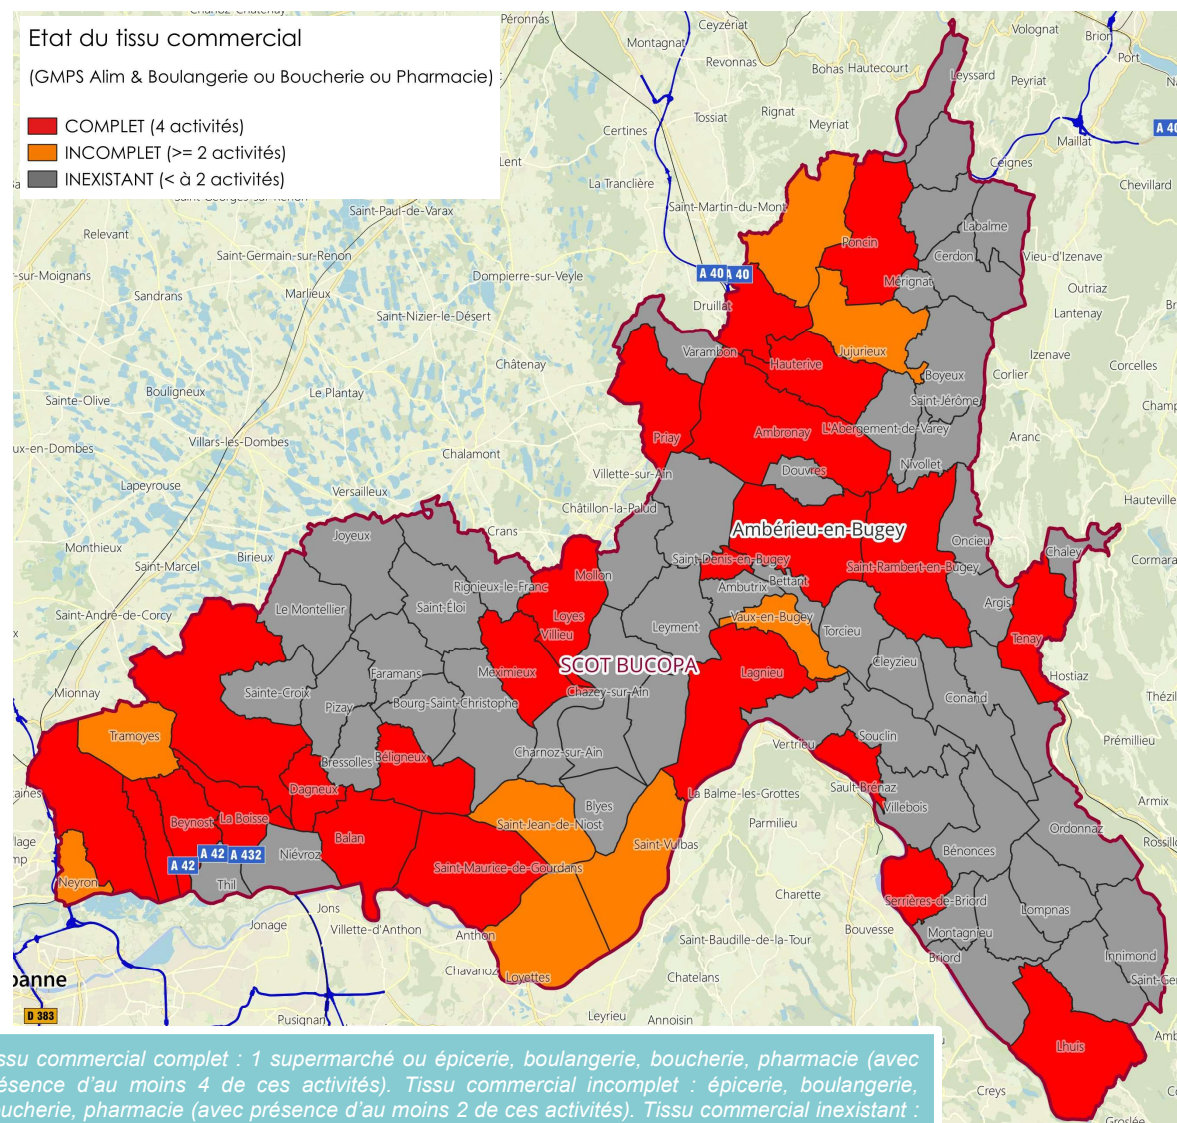 Etat du tissu commercial
(GMPS Alim & Boulangerie ou Boucherie ou Pharmacie)
COMPLET (4 activités)
INCOMPLET (>= 2 activités)
INEXISTANT (< à 2 activités)
Péronnas
Ceyzériat
Montagnat
Revonnas
Bohas
Hautecourt
Volognat
Brion
Port
Leyssard
Peyriat
Rignat
Tossiat
Meyriat
Certines
Lent
Maillat
A 40
Ceignes
Chevillard
La Tranclière
Saint-Martin-du-Mont
Saint-Paul-de-Varax
Relevant
Saint-Germain-sur-Renon
-sur-Moignans
Sandrans
Marlieux
Dompierre-sur-Veyle
A 40
A 40
Poncin
Labalme
Cerdon
Vieu-d'Izenave
Mérignat
Outriaz
Lantenay
Druillat
Saint-Nizier-le-Désert
Varambon
Hauterive
Jujurieux
Izenave
Boyeux
Corlier
Corcelles
Châtenay
Bouligneux
Le Plantay
Sainte-Olive
Saint-Jérôme
Priay
Ambronay
L'Abergement-de-Varey
Aranc
ux-en-Dombes
Villars-les-Dombes
Chalamont
Nivollet
Douvres
Villette-sur-Ain
Lapeyrouse
Versailleux
Châtillon-la-Palud
Hauteville
Ambérieu-en-Bugey
Crans
Joyeux
Oncieu
Chaley
Monthieux
Birieux
Saint-Marcel
Saint-Denis-en-Bugey
Saint-Rambert-en-Bugey
Mollon
Rignieux-le-Franc
Ambutrix
Bettant
Le Montellier
Saint-Éloi
Argis
Saint-André-de-Corcy
Loyes
Villieu
Leyment
Vaux-en-Bugey
Torcieu
Tenay
SCOT BUCOPA
Cleyzieu
Meximieux
Lagnieu
Hostiaz
Faramans
Mionnay
Sainte-Croix
Chazey-sur-Ain
Conand
Bourg-Saint-Christophe
Pizay
Tramoyes
Souclin
Prémillieu
Vertrieu
Charnoz-sur-Ain
Béligneux
Bressolles
Dagneux
Sault-Brénaz
La Balme-les-Grottes
Villebois
Armix
Blyes
Beynost
La Boisse
Parmilieu
Saint-Jean-de-Niost
Ordonnaz
Balan
Saint-Vulbas
A 42
A 432
Niévroz
Bénonces
A 42
Saint-Maurice-de-Gourdans
Neyron
Thil
Charette
Serrières-de-Briord
Lompnas
Jons
Jonage
Villette-d'Anthon
Bouvesse
Anthon
Montagnieu
Saint-Baudille-de-la-Tour
Briord
Innimond
Chavanoz
Loyettes
Chatelans
D 383
Pusignan
Leyrieu
Annoisin
Lhuis
Creys
Groslée
ssu commercial complet : 1 supermarché ou épicerie, boulangerie, boucherie, pharmacie (avec
ésence d'au moins 4 de ces activités). Tissu commercial incomplet : épicerie, boulangerie,
oucherie, pharmacie (avec présence d'au moins 2 de ces activités). Tissu commercial inexistant :